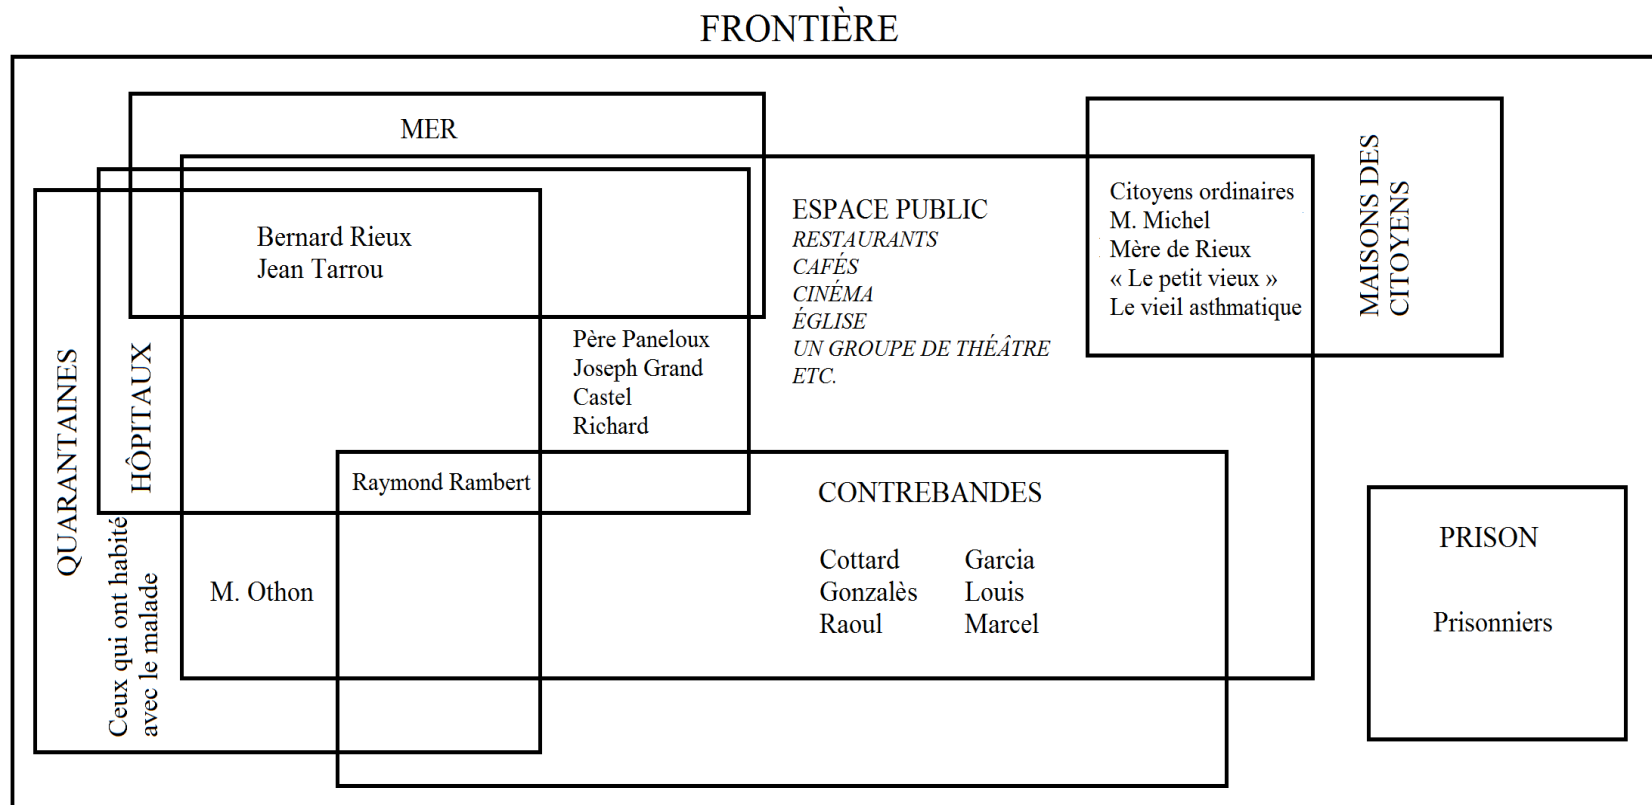 FRONTIÈRE
MER
Bernard Rieux
Jean Tarrou
ESPACE PUBLIC
RESTAURANTS
CAFÉS
CINÉMA
ÉGLISE
UN GROUPE DE THÉÂTRE
ETC.
Citoyens ordinaires
M. Michel
Mère de Rieux
« Le petit vieux »
Le vieil asthmatique
MAISONS DES
CITOYENS
QUARANTAINES
HÔPITAUX
Père Paneloux
Joseph Grand
Castel
Richard
Raymond Rambert
Ceux qui ont habité
avec le malade
M. Othon
CONTREBANDES
Cottard
Gonzalès
Raoul
Garcia
Louis
Marcel
PRISON
Prisonniers